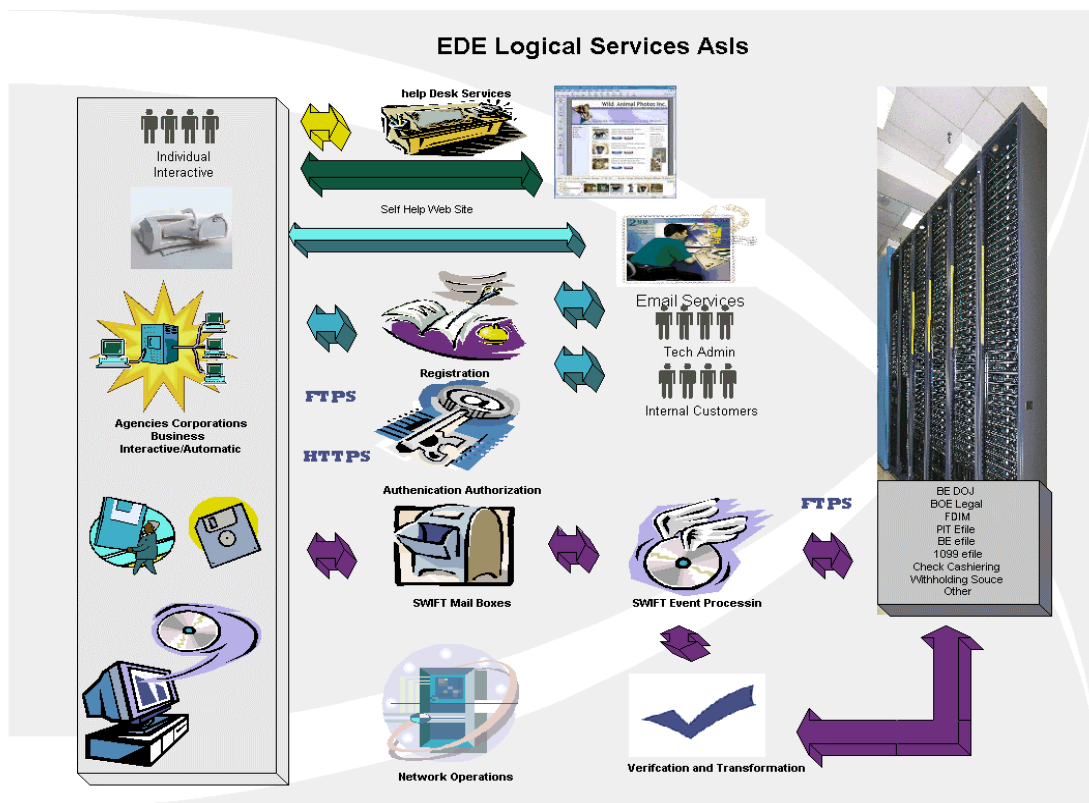 EDE Logical Services AsIs
help Desk Services
Wild Animal Photos Inc.
Individual
Interactive
Self Help Web Site
Email Services
Tech Admin
Internal Customers
Registration
Agencies Corporations
Business
Interactive/Automatic
FTPS
HTTPS
Authenication Authorization
FTPS
BE DOJ
BOE Legal
FDIM
PIT Efile
BE efile
1099 efile
Check Cashiering
Withholding Souce
Other
SWIFT Mail Boxes
SWIFT Event Processin
Network Operations
Verifcation and Transformation